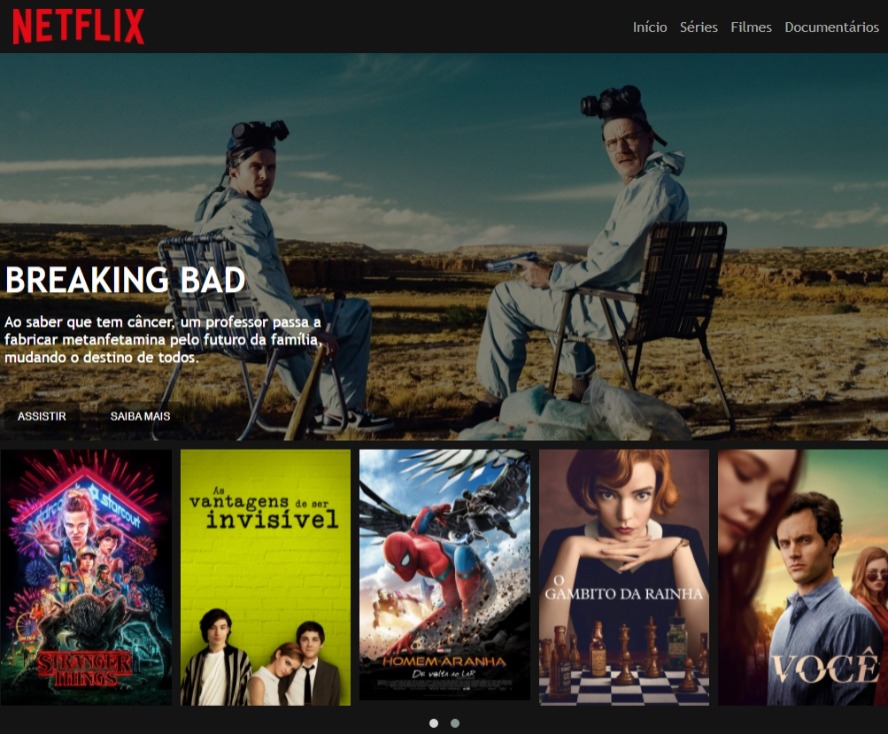 NETFLIX
Início Séries Filmes Documentários
BREAKING BAD
Ao saber que tem câncer, um professor passa a
fabricar metanfetamina pelo futuro da família,
mudando o destino de todos.
ASSISTIR SAIBA MAIS
starcourt
STRANGER
THINGS
As
vantagens de ser
invisível
HOMEM-ARANHA
DE VOLTA AO LAR
O
GAMBITO DA RAINHA
VOCÊ